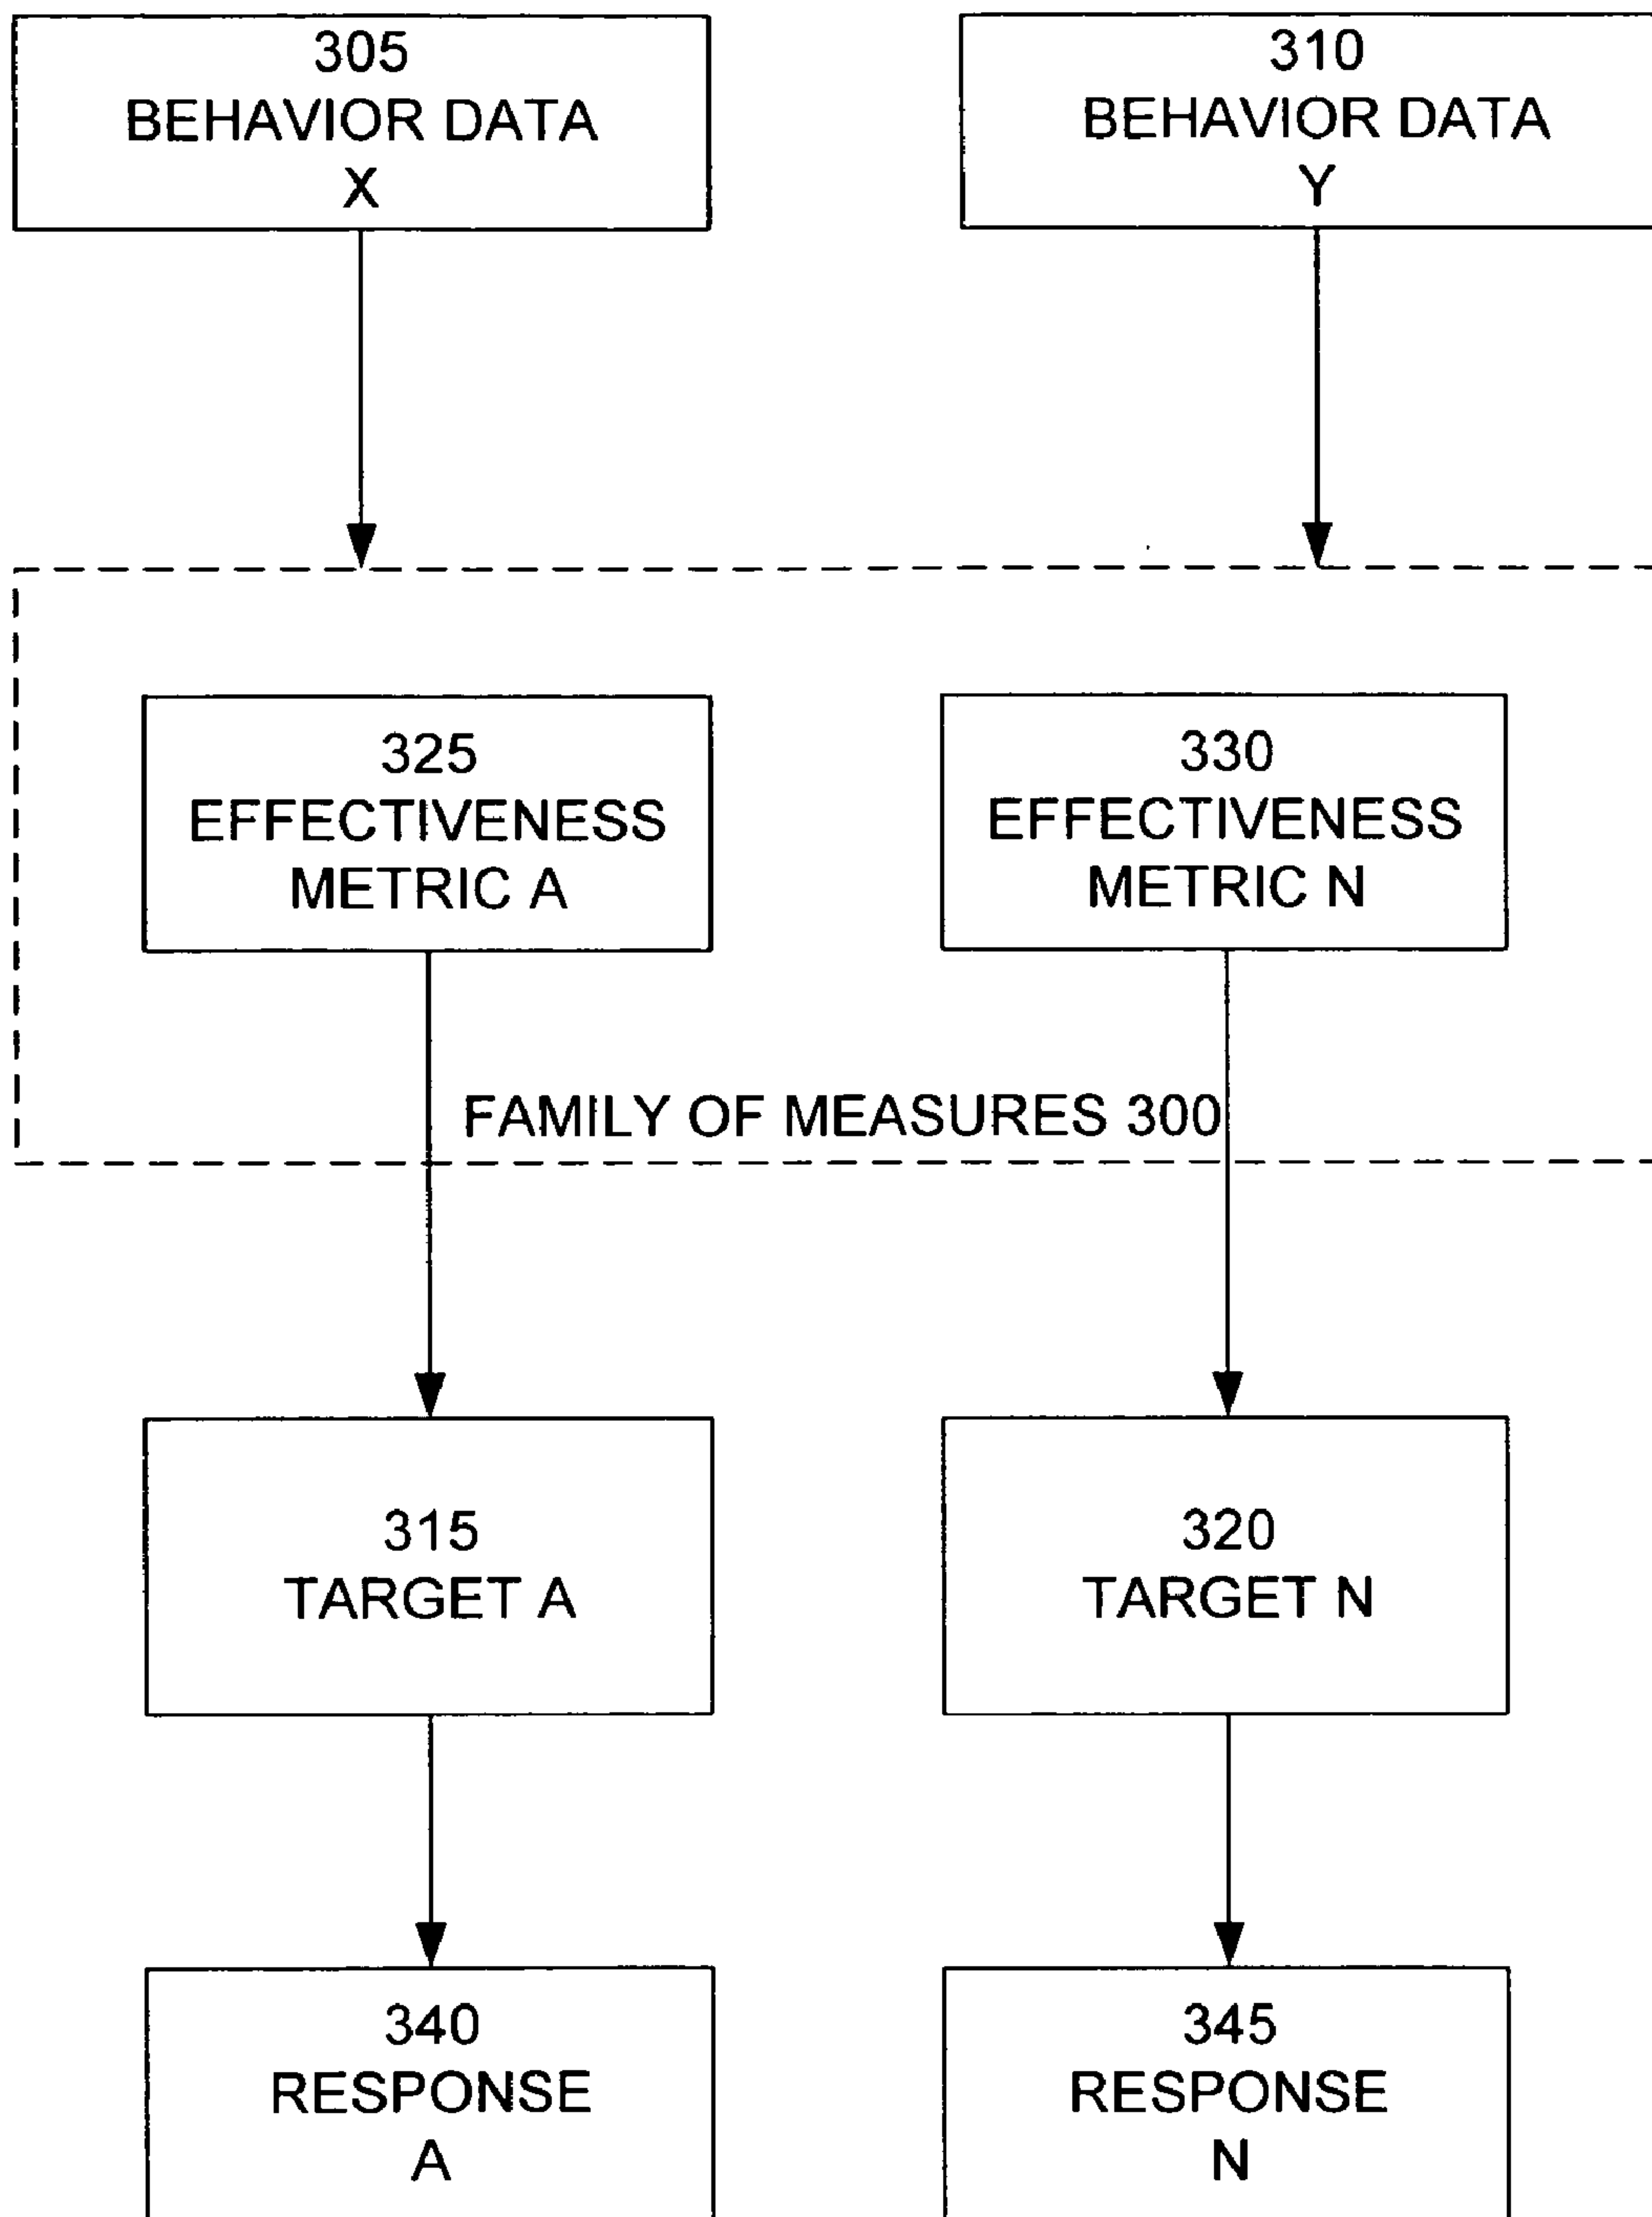 305
BEHAVIOR DATA
X
310
BEHAVIOR DATA
Y
325
EFFECTIVENESS
METRIC A
330
EFFECTIVENESS
METRIC N
FAMILY OF MEASURES 300
315
TARGET A
320
TARGET N
340
RESPONSE
A
345
RESPONSE
N